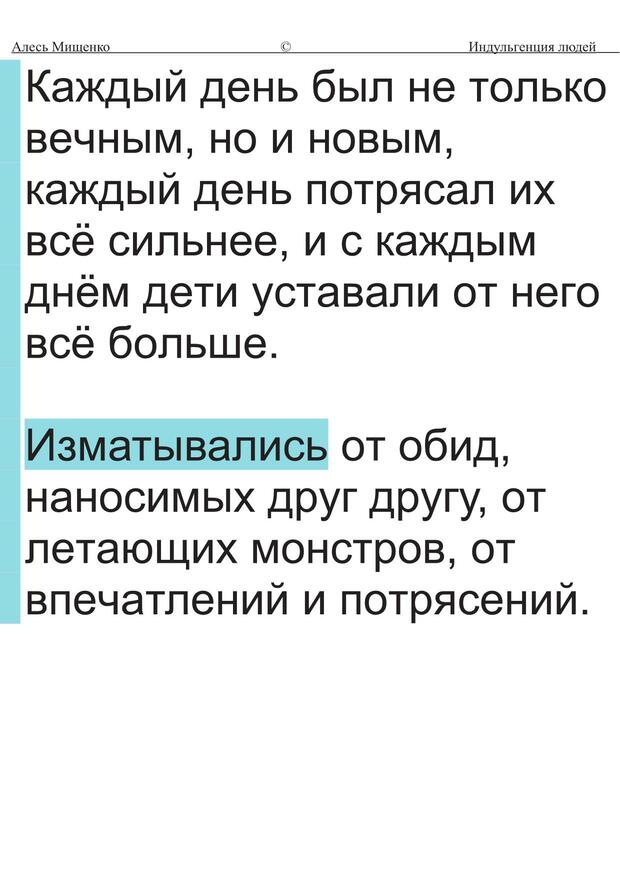 Алесь Мищенко © Индульгенция людей
Каждый день был не только
вечным, но и новым,
каждый день потрясал их
всё сильнее, и с каждым
днём дети уставали от него
всё больше.
Изматывались от обид,
наносимых друг другу, от
летающих монстров, от
впечатлений и потрясений.